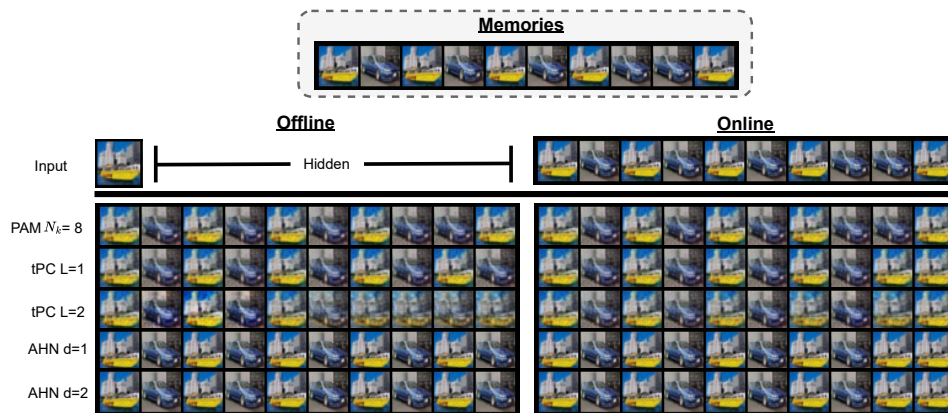 Memories
Offline
Online
Input
Hidden
PAM N_k= 8
tPC L=1
tPC L=2
AHN d=1
AHN d=2